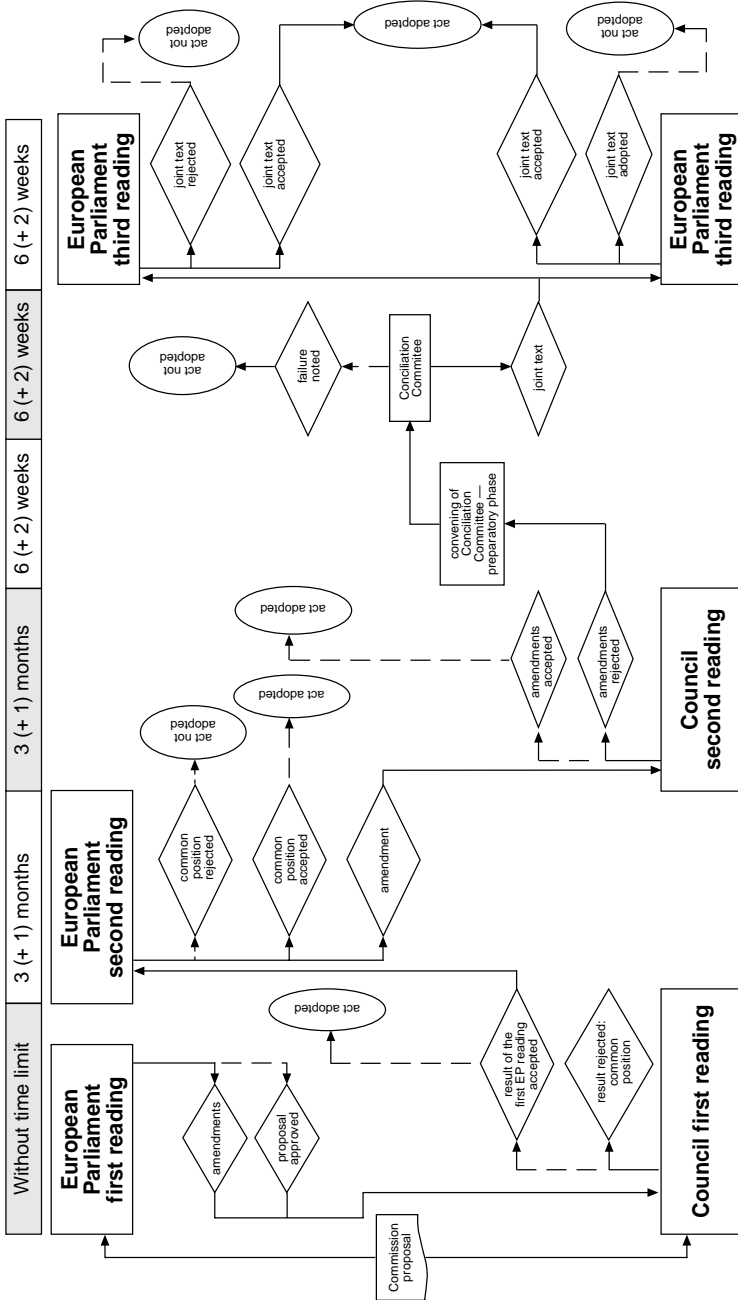 Without time limit
3 (+ 1) months
3 (+ 1) months
6 (+ 2) weeks
6 (+ 2) weeks
6 (+ 2) weeks
European
Parliament
first reading
European
Parliament
second reading
European
Parliament
third reading
amendments
proposal
approved
Commission
proposal
Council first reading
act adopted
result of the
first EP reading
accepted
result rejected:
common
position
common
position
rejected
act not
adopted
common
position
accepted
act adopted
amendment
act adopted
amendments
accepted
amendments
rejected
Council
second reading
convening of
Conciliation
Committee —
preparatory phase
act not
adopted
failure
noted
Conciliation
Committee
joint text
joint text
rejected
act not
adopted
joint text
accepted
act adopted
joint text
accepted
joint text
adopted
act not
adopted
European
Parliament
third reading